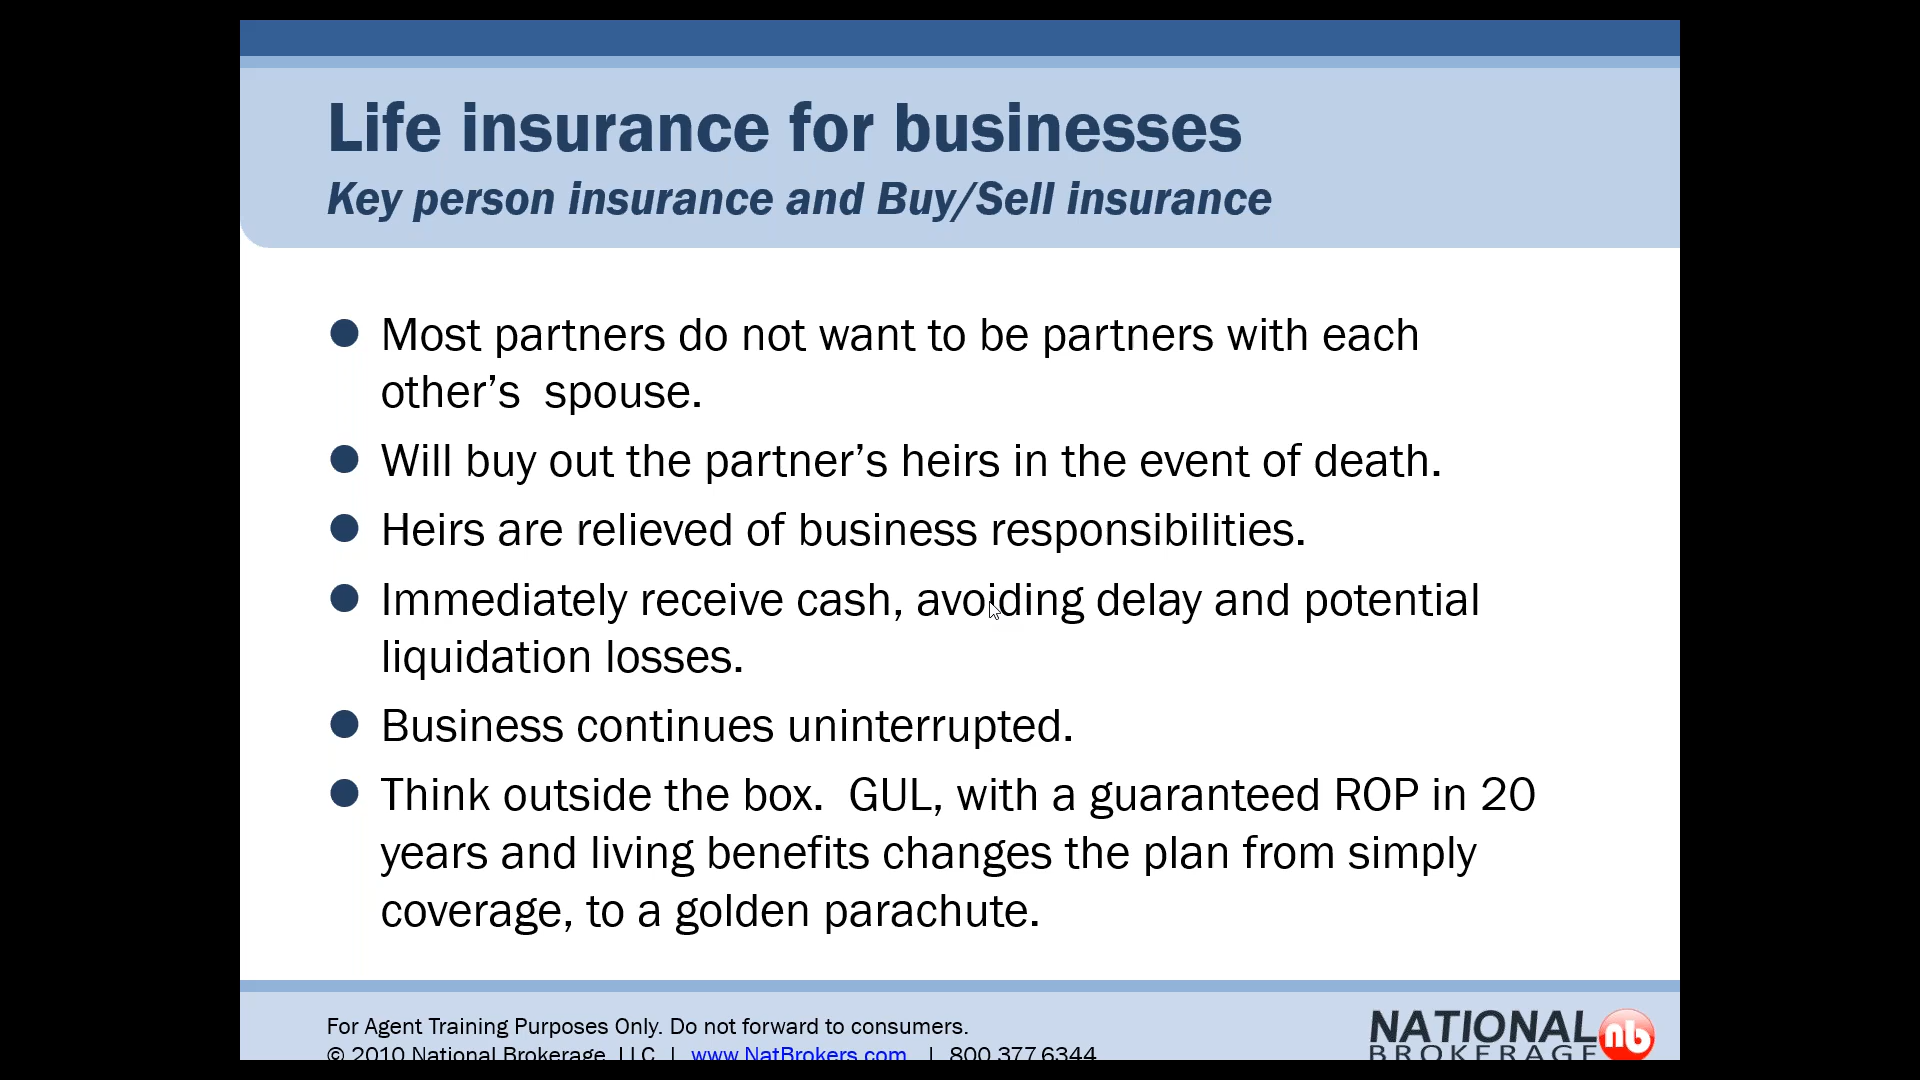 Life insurance for businesses
Key person insurance and Buy/Sell insurance
Most partners do not want to be partners with each
other’s  spouse.
Will buy out the partner’s heirs in the event of death.
Heirs are relieved of business responsibilities.
Immediately receive cash, avoiding delay and potential
liquidation losses.
Business continues uninterrupted.
Think outside the box.  GUL, with a guaranteed ROP in 20
years and living benefits changes the plan from simply
coverage, to a golden parachute.
For Agent Training Purposes Only. Do not forward to consumers.
© 2010 National Brokerage, LLC | www.NatBrokers.com | 800.377.6344
NATIONAL nb
BROKERAGE